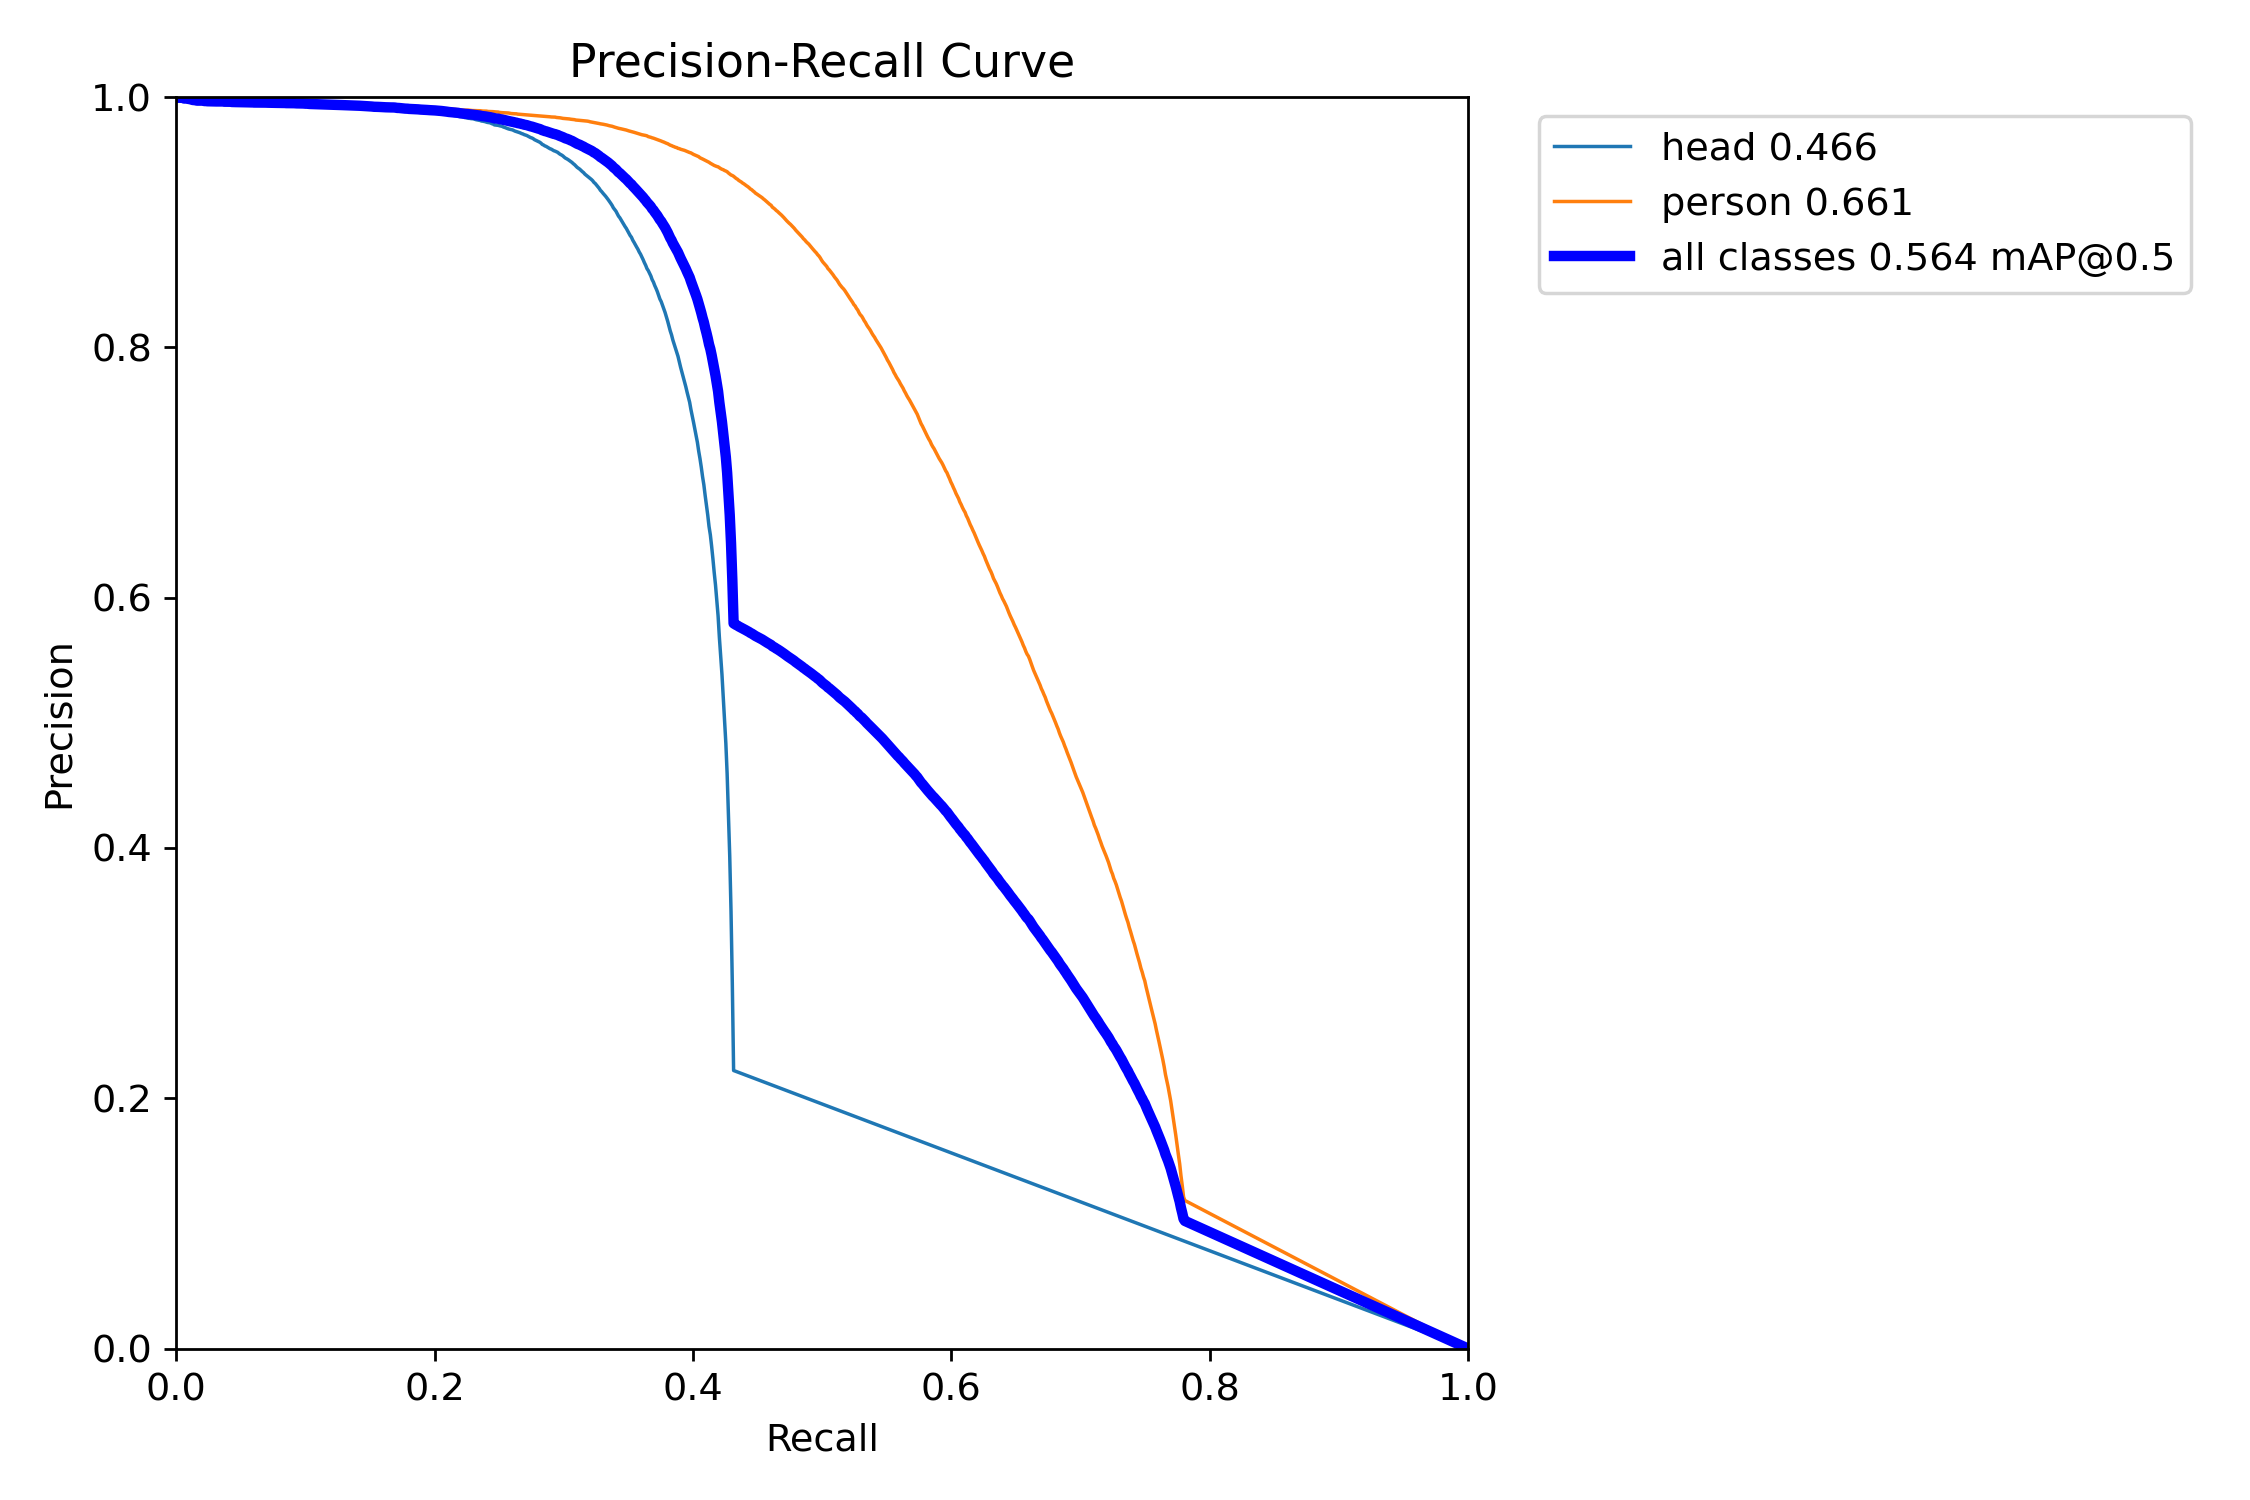 Precision-Recall Curve
head 0.466
person 0.661
all classes 0.564 mAP@0.5
Precision
1.0
0.8
0.6
0.4
0.2
0.0
0.0 0.2 0.4 0.6 0.8 1.0
Recall